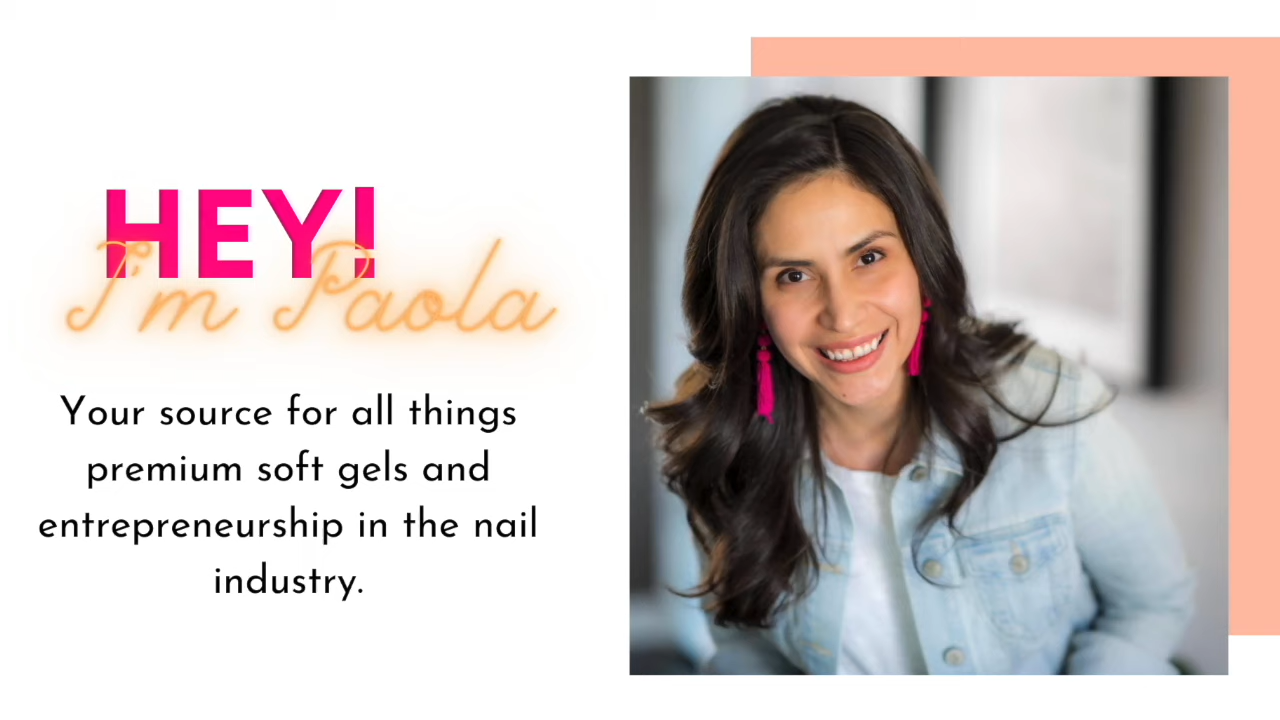 HEY!
I'm Paola
Your source for all things
premium soft gels and
entrepreneurship in the nail
industry.